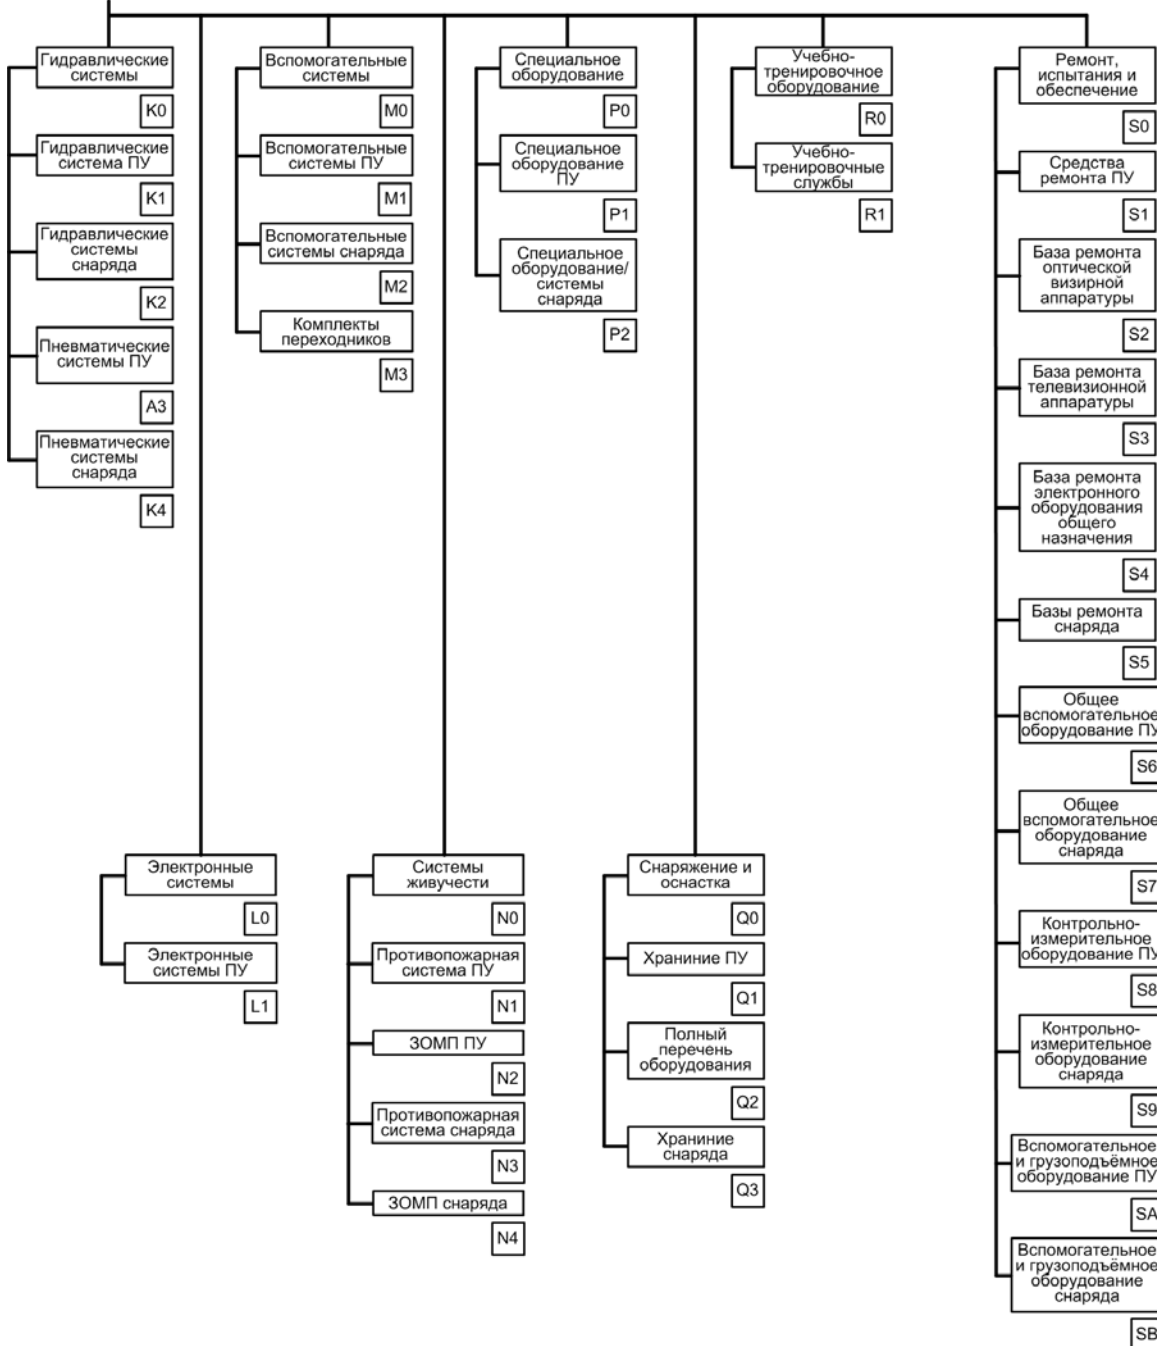 Гидравлические
системы
K0
Гидравлические
система ПУ
K1
Гидравлические
системы
снаряда
K2
Пневматические
системы ПУ
A3
Пневматические
системы
снаряда
K4
Электронные
системы
L0
Электронные
системы ПУ
L1
Вспомогательные
системы
M0
Вспомогательные
системы ПУ
M1
Вспомогательные
системы снаряда
M2
Комплекты
переходников
M3
Системы
живучести
N0
Противопожарная
система ПУ
N1
ЗОМП ПУ
N2
Противопожарная
система снаряда
N3
ЗОМП снаряда
N4
Специальное
оборудование
P0
Специальное
оборудование
ПУ
P1
Специальное
оборудование/
системы
снаряда
P2
Снаряжение и
оснастка
Q0
Храниние ПУ
Q1
Полный
перечень
оборудования
Q2
Храниние
снаряда
Q3
Учебно-
тренировочное
оборудование
R0
Учебно-
тренировочные
службы
R1
Ремонт,
испытания и
обеспечение
S0
Средства
ремонта ПУ
S1
База ремонта
оптической
визирной
аппаратуры
S2
База ремонта
телевизионной
аппаратуры
S3
База ремонта
электронного
оборудования
общего
назначения
S4
Базы ремонта
снаряда
S5
Общее
вспомогательное
оборудование ПУ
S6
Общее
вспомогательное
оборудование
снаряда
S7
Контрольно-
измерительное
оборудование ПУ
S8
Контрольно-
измерительное
оборудование
снаряда
S9
Вспомогательное
и грузоподъёмное
оборудование ПУ
SA
Вспомогательное
и грузоподъёмное
оборудование
снаряда
SB